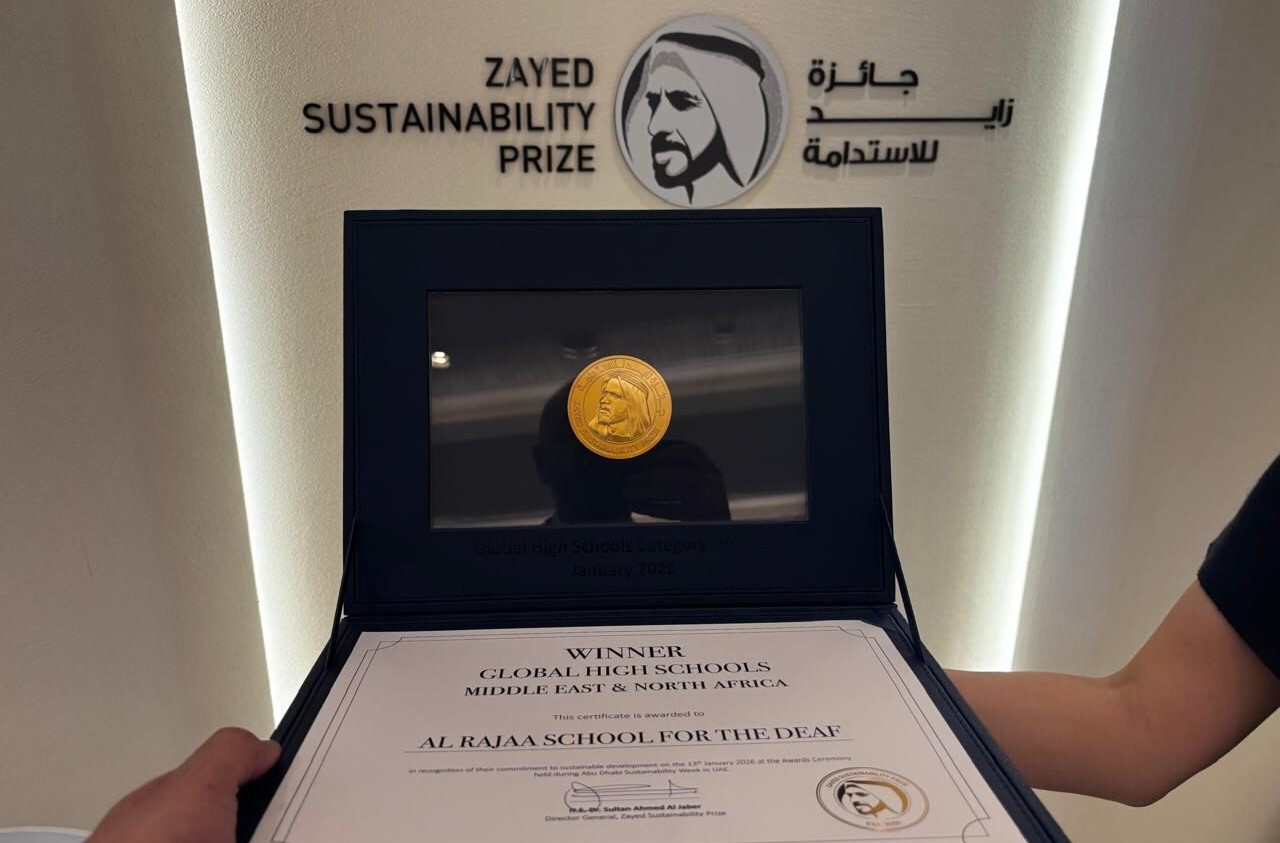 ZAYED
SUSTAINABILITY
PRIZE
جائزة
زايد
للاستدامة
Global High Schools Category Winner
January 2026
WINNER
GLOBAL HIGH SCHOOLS
MIDDLE EAST & NORTH AFRICA
This certificate is awarded to
AL RAJAA SCHOOL FOR THE DEAF
in recognition of their commitment to sustainable development on the 13th January 2026 at the Awards Ceremony
held during Abu Dhabi Sustainability Week in UAE.
H.E. Dr. Sultan Ahmed Al Jaber
Director General, Zayed Sustainability Prize
ZAYED SUSTAINABILITY PRIZE